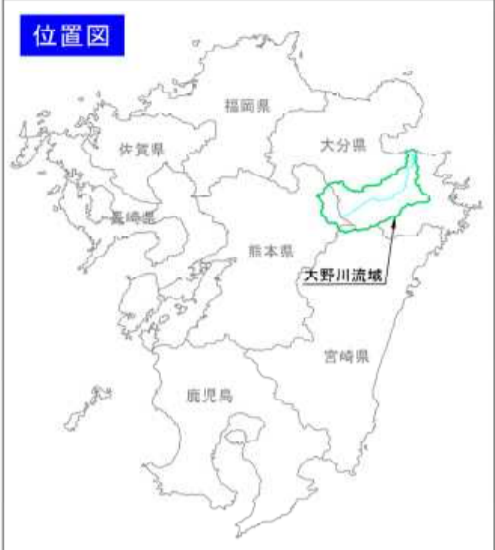 位置図
福岡県
佐賀県
大分県
長崎県
熊本県
大野川流域
宮崎県
鹿児島